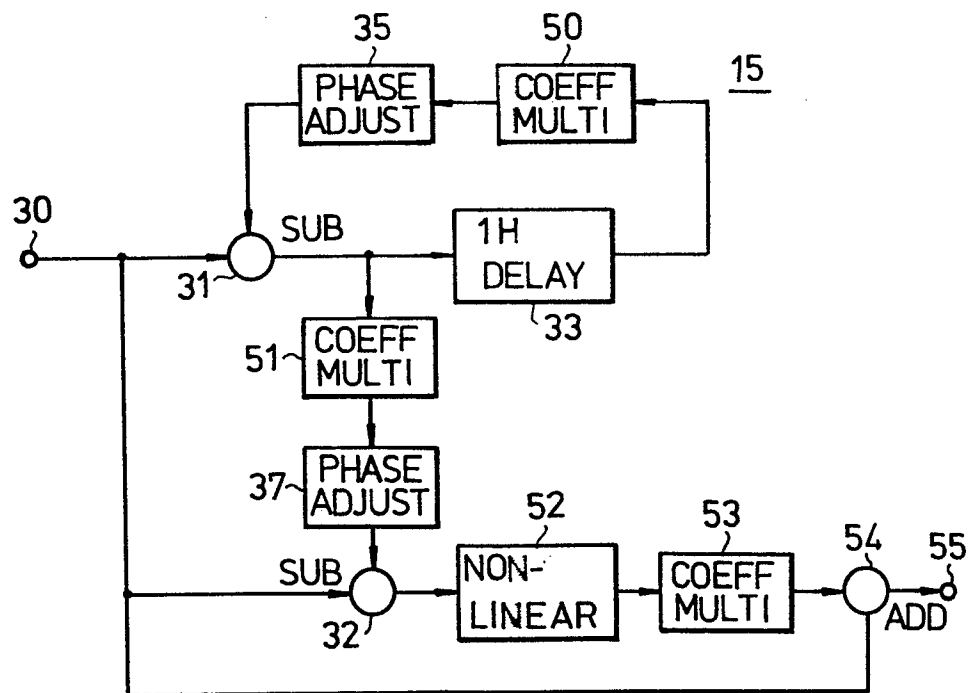 35
50
15
PHASE
ADJUST
COEFF
MULTI
30
SUB
31
1H
DELAY
33
51
COEFF
MULTI
37
PHASE
ADJUST
52
53
54
55
SUB
32
NON-
LINEAR
COEFF
MULTI
ADD